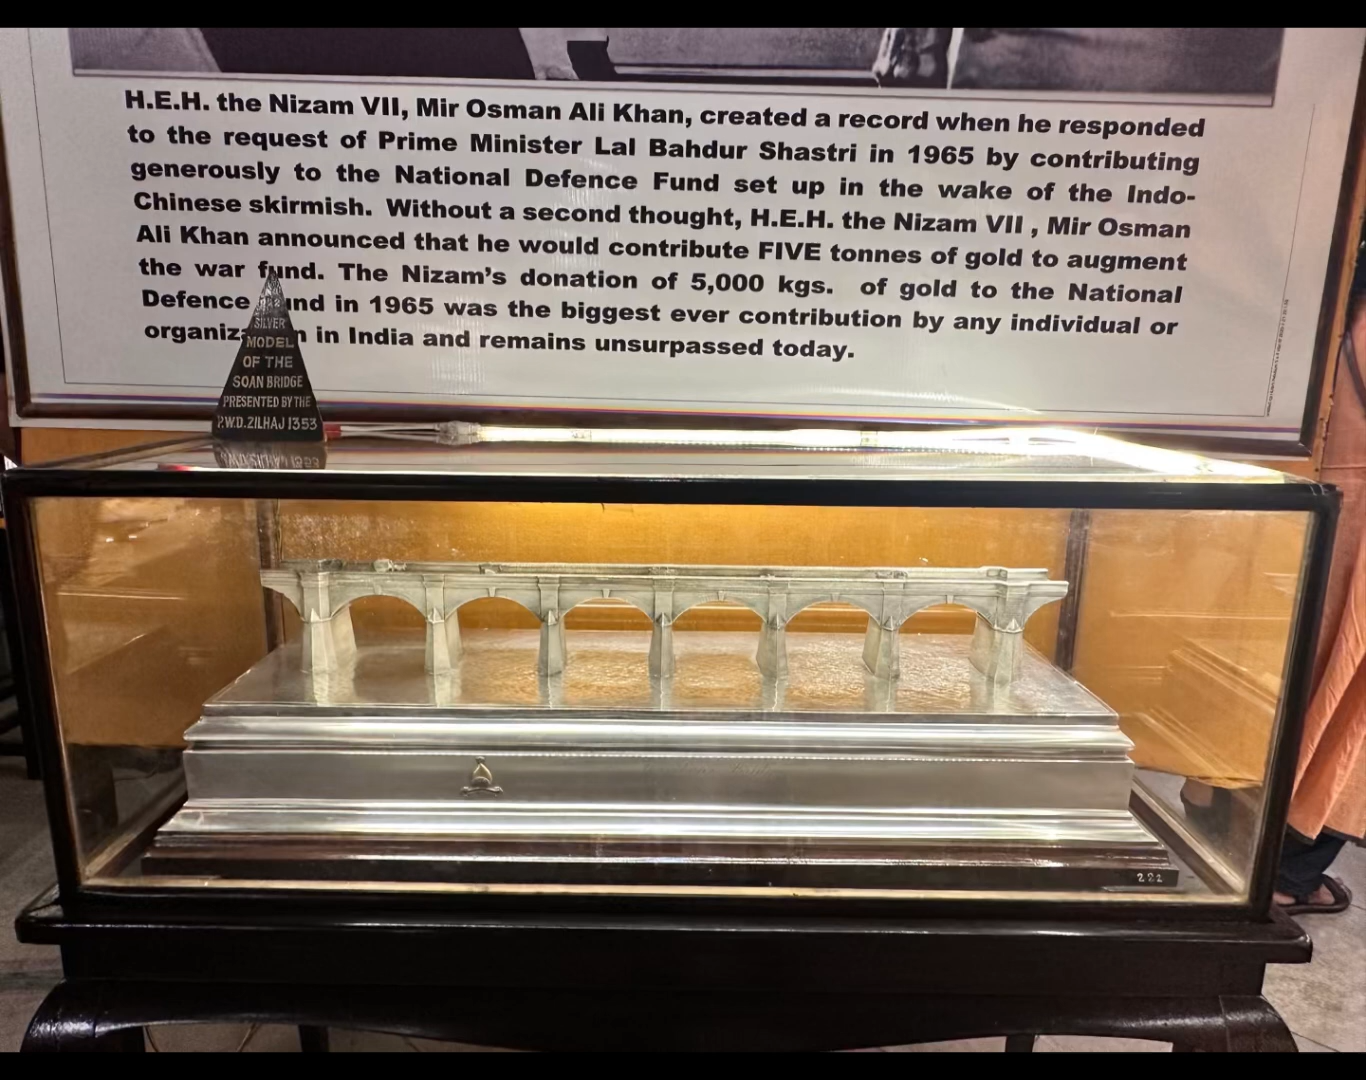 H.E.H. the Nizam VII, Mir Osman Ali Khan, created a record when he responded
to the request of Prime Minister Lal Bahdur Shastri in 1965 by contributing
generously to the National Defence Fund set up in the wake of the Indo-
Chinese skirmish. Without a second thought, H.E.H. the Nizam VII , Mir Osman
Ali Khan announced that he would contribute FIVE tonnes of gold to augment
the war fund. The Nizam's donation of 5,000 kgs. of gold to the National
Defence und in 1965 was the biggest ever contribution by any individual or
organiz n in India and remains unsurpassed today.
SILVER
MODEL
OF THE
SOAN BRIDGE
PRESENTED BY THE
P.W.D. ZILHAJ 1353
222